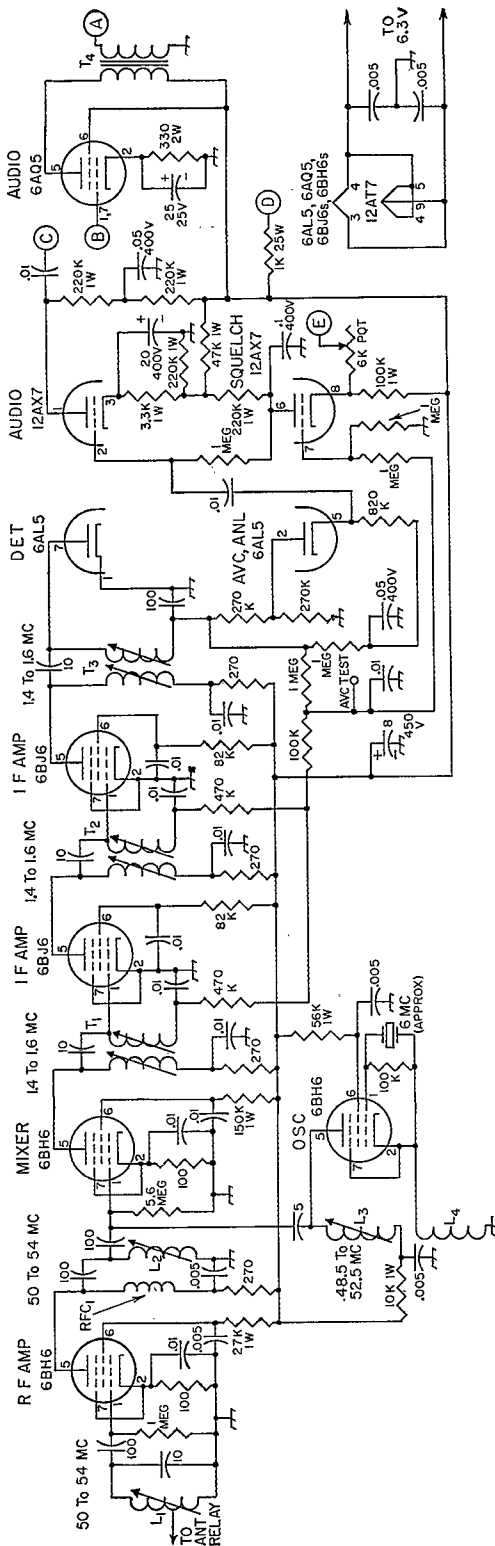 50 To 54 MC
R F AMP
6BH6
50 To 54 MC
MIXER
6BH6
1.4 To 1.6 MC
I F AMP
6BJ6
1.4 To 1.6 MC
I F AMP
6BJ6
1.4 To 1.6 MC
DET
6AL5
AUDIO
12AX7
AUDIO
6AQ5
L1
TO
ANT
RELAY
10
100
1
MEG
100
.01
.005
27K
1W
5
6
7
1
2
RFC1
100
100
L2
.005
270
5.6
MEG
100
.01
.01
150K
1W
5
6
7
1
2
10
T1
.01
270
.01
470
K
.01
82
K
5
6
7
1
2
10
T2
.01
270
.01
470
K
.01
82
K
5
6
7
1
2
10
T3
.01
270
100
7
1
AVC, ANL
6AL5
270
K
270K
2
5
820
K
.01
1 MEG
1
MEG
100K
AVC TEST
.05
400V
.01
8
450
V
+
1
MEG
1
2
3
3.3K
1W
20
400V
+
−
220K 1W
47K 1W
220K
1W
SQUELCH
12AX7
.1
400V
6
7
8
E
6K POT
100K
1W
1
MEG
1
MEG
.01
C
220K
1W
.05
400V
220K
1W
B
1,7
5
6
2
25
25V
+
−
330
2W
T4
A
D
1K 25W
OSC
6BH6
5
5
6
7
1
2
56K
1W
.005
100
K
6 MC
(APPROX)
L3
48.5 To
52.5 MC
10K 1W
.005
L4
6AL5, 6AQ5,
6BJ6s, 6BH6s
3
4
12AT7
4
9
5
.005
.005
TO
6.3 V